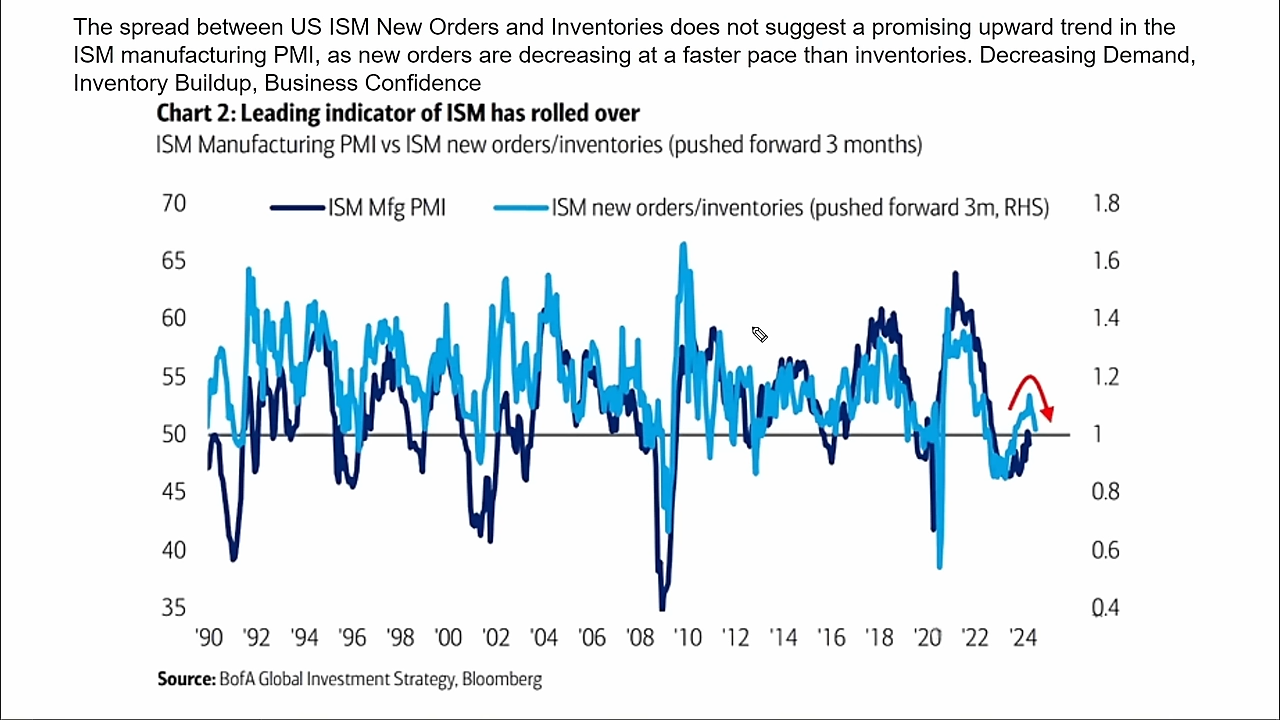 The spread between US ISM New Orders and Inventories does not suggest a promising upward trend in the
ISM manufacturing PMI, as new orders are decreasing at a faster pace than inventories. Decreasing Demand,
Inventory Buildup, Business Confidence
Chart 2: Leading indicator of ISM has rolled over
ISM Manufacturing PMI vs ISM new orders/inventories (pushed forward 3 months)
ISM Mfg PMI
ISM new orders/inventories (pushed forward 3m, RHS)
70 1.8
65 1.6
60 1.4
55 1.2
50 1
45 0.8
40 0.6
35 0.4
'90 '92 '94 '96 '98 '00 '02 '04 '06 '08 '10 '12 '14 '16 '18 '20 '22 '24
Source: BofA Global Investment Strategy, Bloomberg